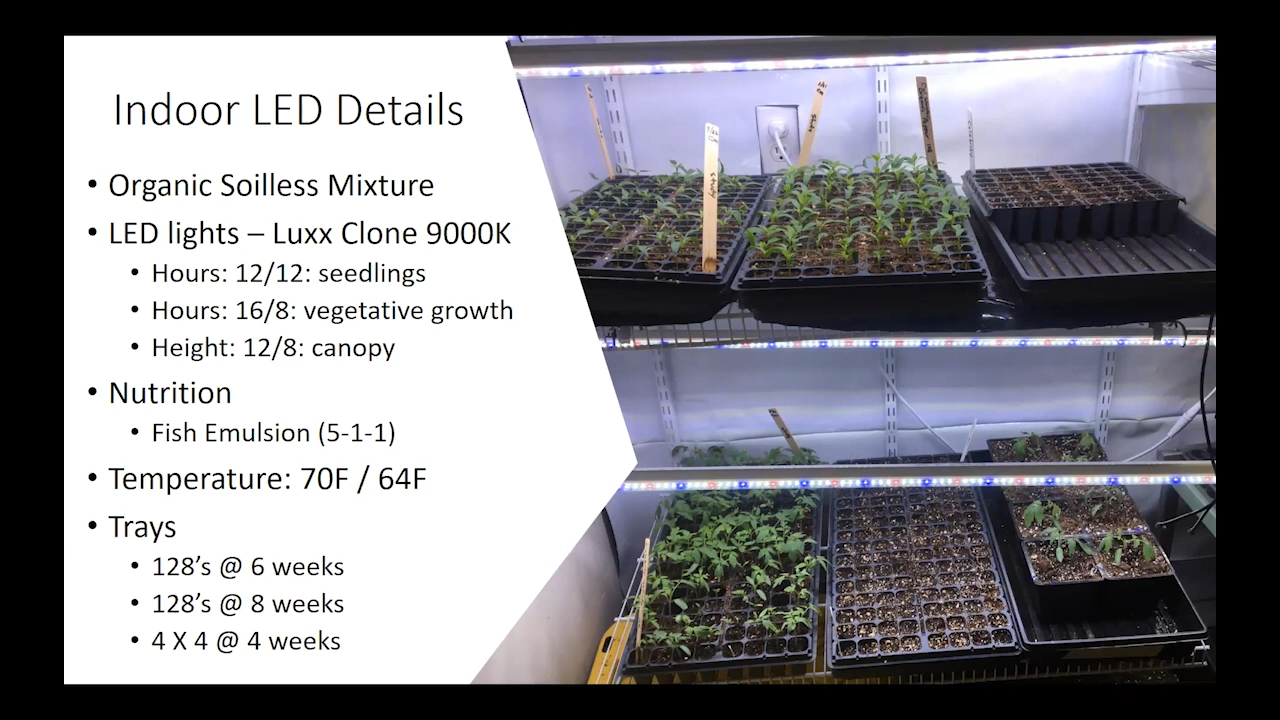 Indoor LED Details
• Organic Soilless Mixture
• LED lights – Luxx Clone 9000K
• Hours: 12/12: seedlings
• Hours: 16/8: vegetative growth
• Height: 12/8: canopy
• Nutrition
• Fish Emulsion (5-1-1)
• Temperature: 70F / 64F
• Trays
• 128’s @ 6 weeks
• 128’s @ 8 weeks
• 4 X 4 @ 4 weeks
study